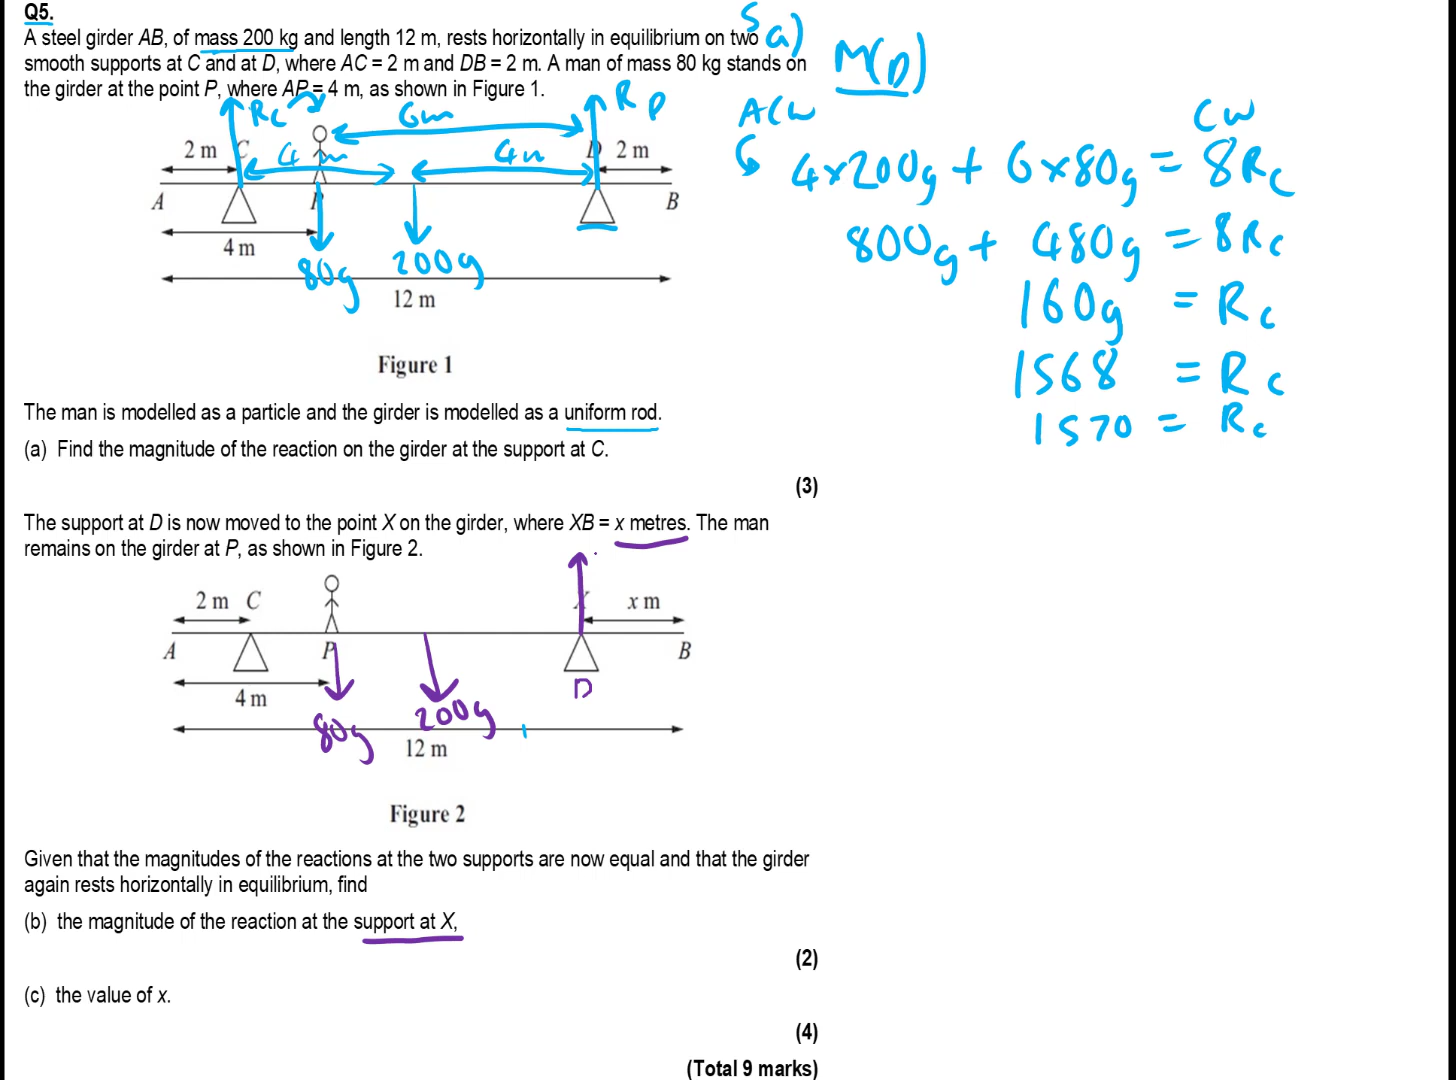 Q5.
A steel girder AB, of mass 200 kg and length 12 m, rests horizontally in equilibrium on two
smooth supports at C and at D, where AC = 2 m and DB = 2 m. A man of mass 80 kg stands on
the girder at the point P, where AP = 4 m, as shown in Figure 1.
RC 6m RD
2 m C 4m 4m D 2 m
A P B
4 m 80g 200g
12 m
Figure 1
The man is modelled as a particle and the girder is modelled as a uniform rod.
(a) Find the magnitude of the reaction on the girder at the support at C.
(3)
The support at D is now moved to the point X on the girder, where XB = x metres. The man
remains on the girder at P, as shown in Figure 2.
2 m C X x m
A P B
4 m D
80g 200g
12 m
Figure 2
Given that the magnitudes of the reactions at the two supports are now equal and that the girder
again rests horizontally in equilibrium, find
(b) the magnitude of the reaction at the support at X,
(2)
(c) the value of x.
(4)
(Total 9 marks)
5a) M(D)
ACW CW
4x200g + 6x80g = 8RC
800g + 480g = 8RC
160g = RC
1568 = RC
1570 = RC